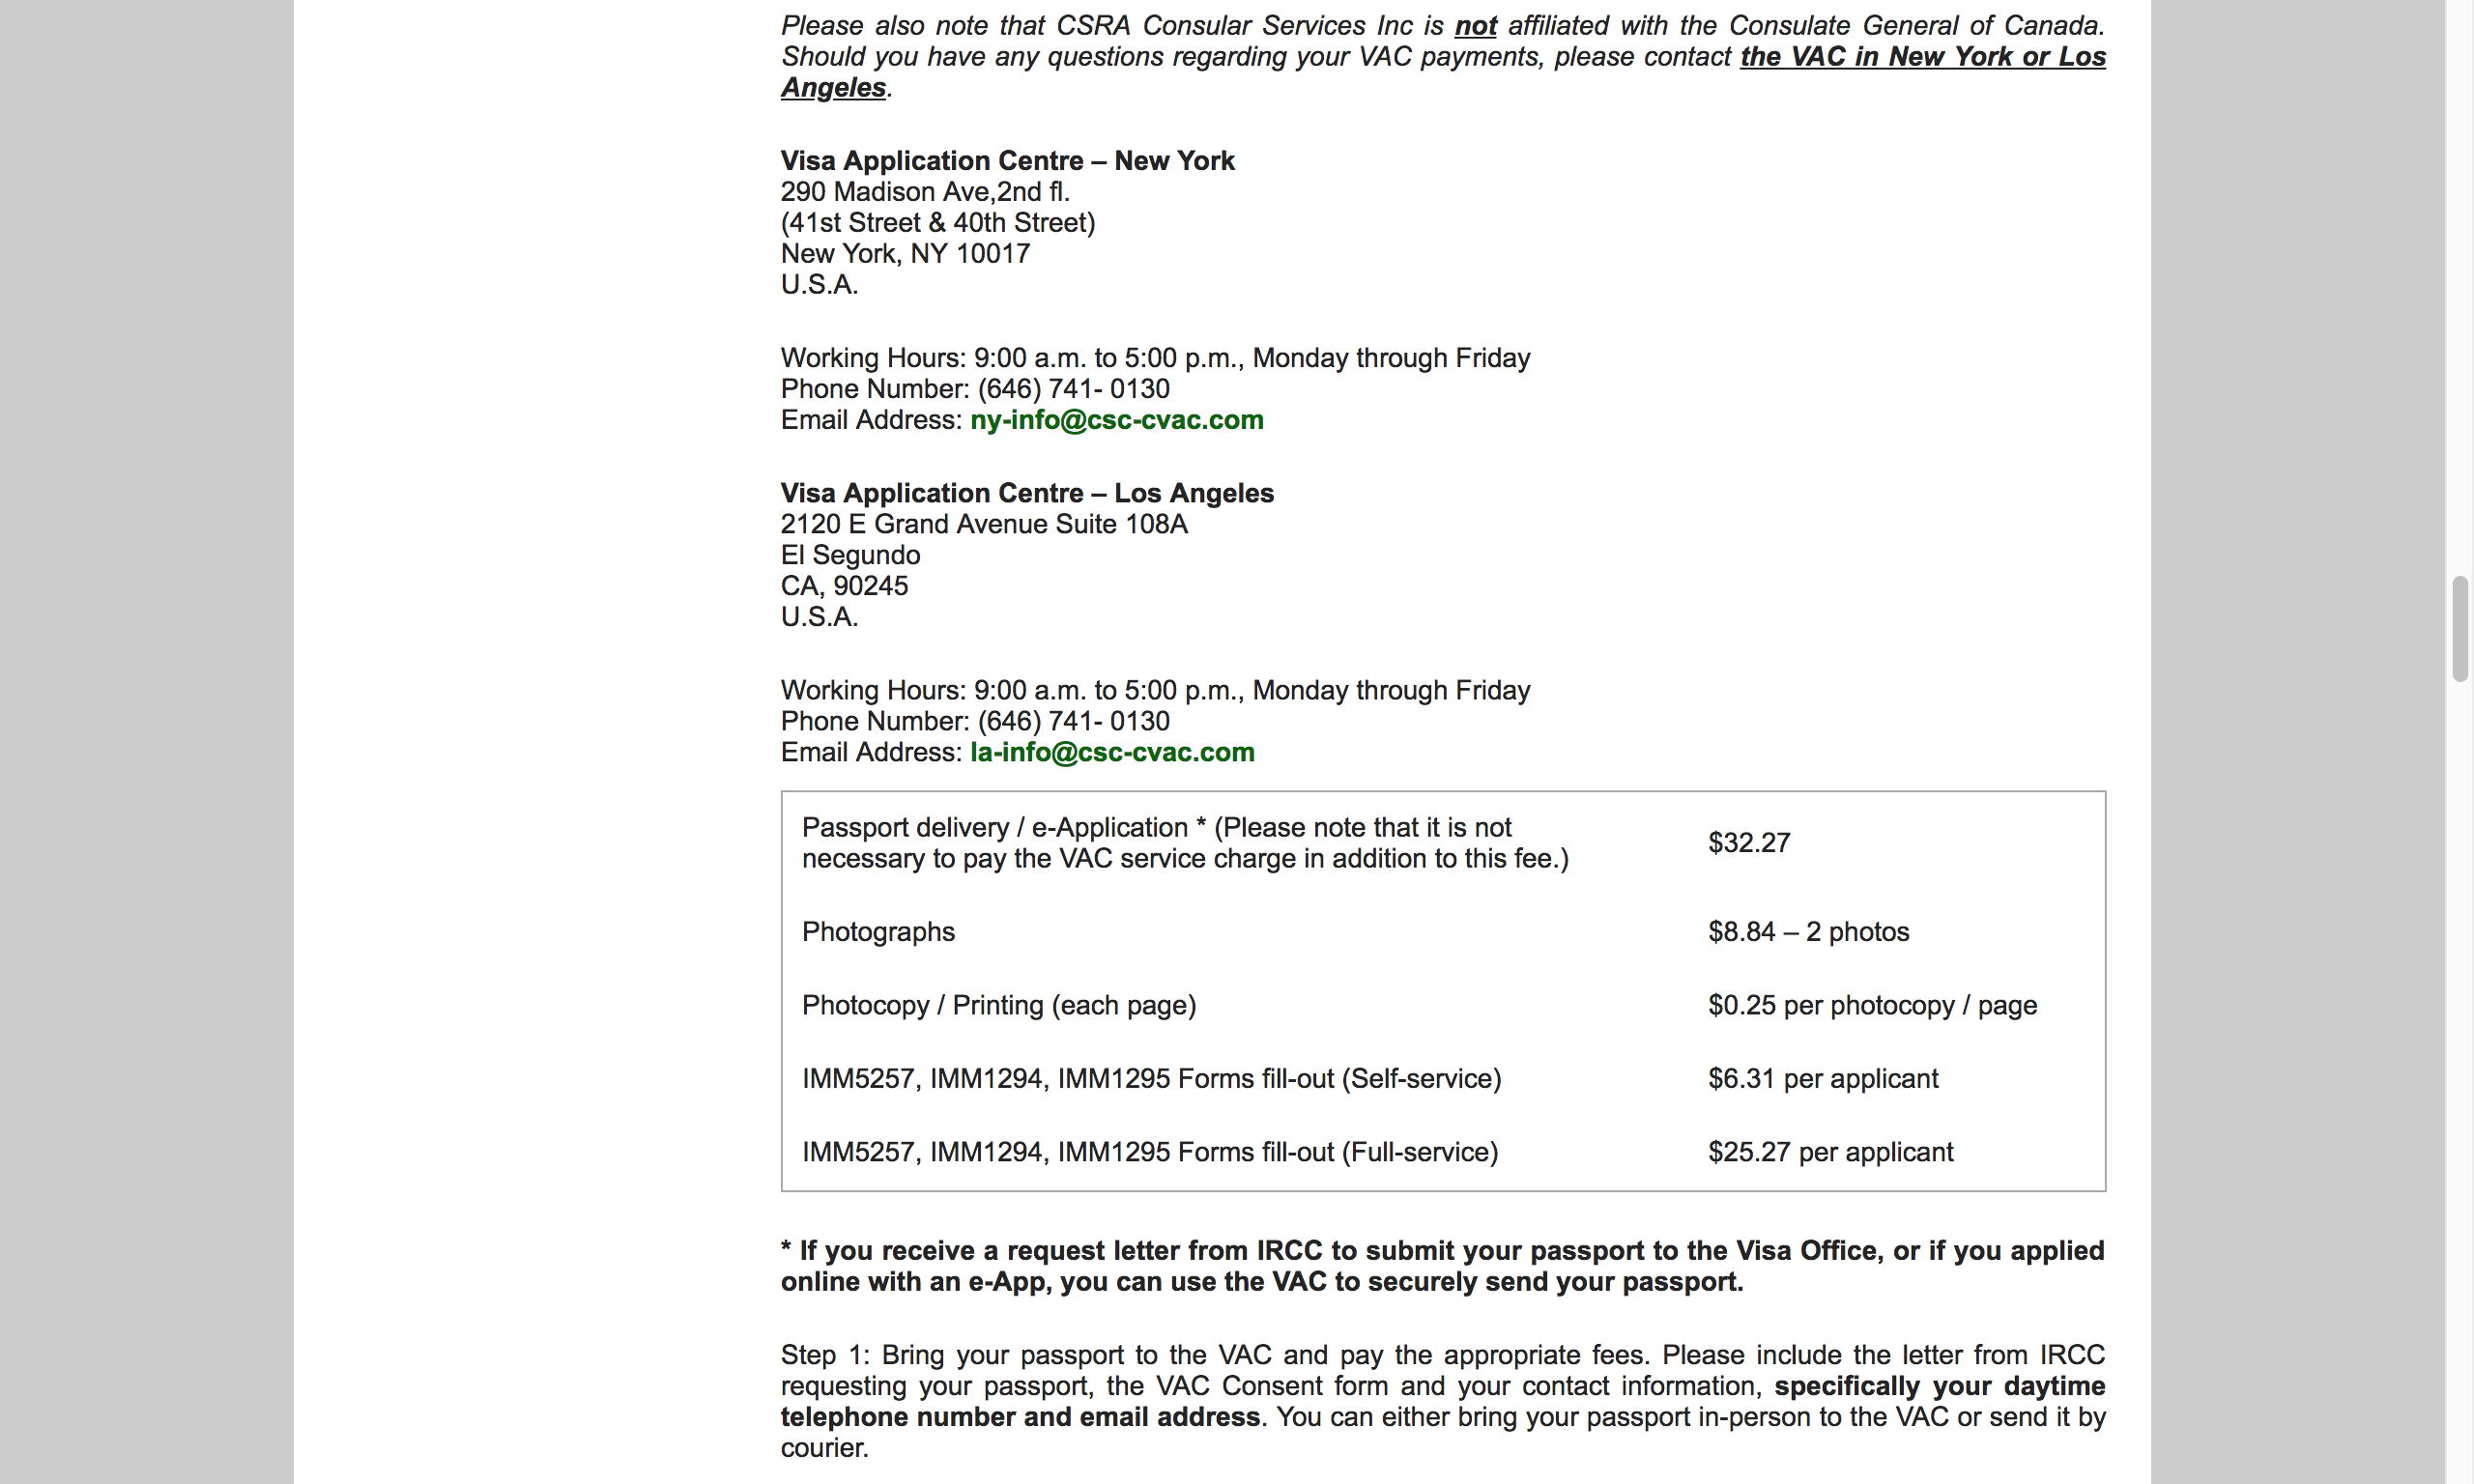 Please also note that CSRA Consular Services Inc is not affiliated with the Consulate General of Canada.
Should you have any questions regarding your VAC payments, please contact the VAC in New York or Los
Angeles.
Visa Application Centre – New York
290 Madison Ave,2nd fl.
(41st Street & 40th Street)
New York, NY 10017
U.S.A.
Working Hours: 9:00 a.m. to 5:00 p.m., Monday through Friday
Phone Number: (646) 741- 0130
Email Address: ny-info@csc-cvac.com
Visa Application Centre – Los Angeles
2120 E Grand Avenue Suite 108A
El Segundo
CA, 90245
U.S.A.
Working Hours: 9:00 a.m. to 5:00 p.m., Monday through Friday
Phone Number: (646) 741- 0130
Email Address: la-info@csc-cvac.com
Passport delivery / e-Application * (Please note that it is not
necessary to pay the VAC service charge in addition to this fee.)
$32.27
Photographs $8.84 – 2 photos
Photocopy / Printing (each page) $0.25 per photocopy / page
IMM5257, IMM1294, IMM1295 Forms fill-out (Self-service) $6.31 per applicant
IMM5257, IMM1294, IMM1295 Forms fill-out (Full-service) $25.27 per applicant
* If you receive a request letter from IRCC to submit your passport to the Visa Office, or if you applied
online with an e-App, you can use the VAC to securely send your passport.
Step 1: Bring your passport to the VAC and pay the appropriate fees. Please include the letter from IRCC
requesting your passport, the VAC Consent form and your contact information, specifically your daytime
telephone number and email address. You can either bring your passport in-person to the VAC or send it by
courier.